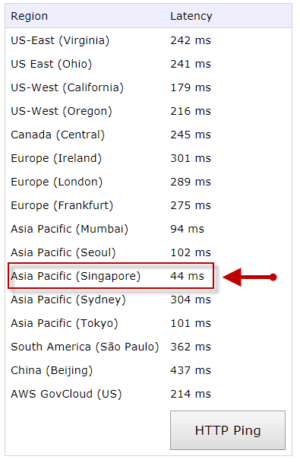 Region Latency
US-East (Virginia) 242 ms
US East (Ohio) 241 ms
US-West (California) 179 ms
US-West (Oregon) 216 ms
Canada (Central) 245 ms
Europe (Ireland) 301 ms
Europe (London) 289 ms
Europe (Frankfurt) 275 ms
Asia Pacific (Mumbai) 94 ms
Asia Pacific (Seoul) 102 ms
Asia Pacific (Singapore) 44 ms
Asia Pacific (Sydney) 304 ms
Asia Pacific (Tokyo) 101 ms
South America (São Paulo) 362 ms
China (Beijing) 437 ms
AWS GovCloud (US) 214 ms
HTTP Ping